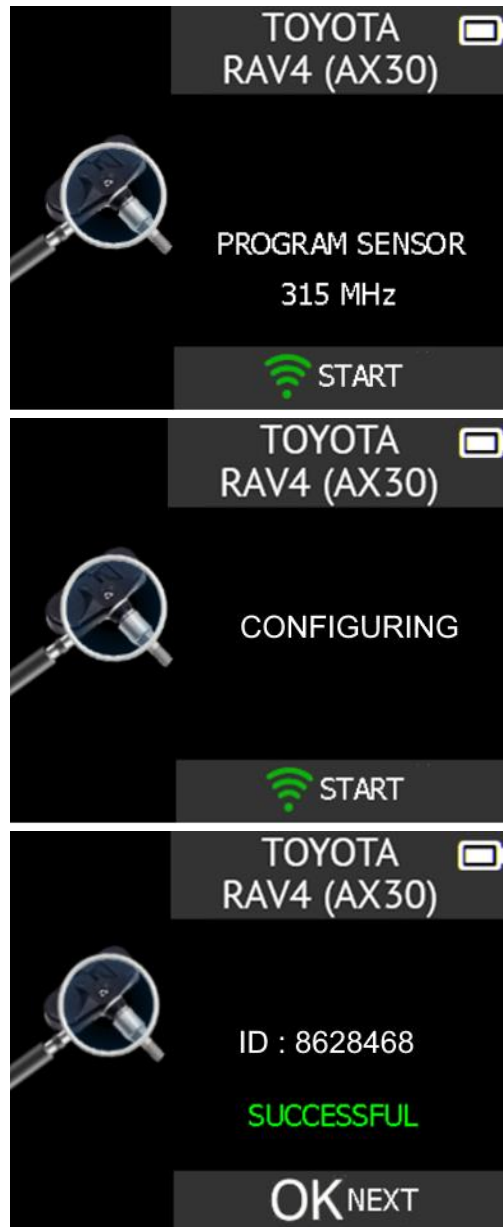 TOYOTA
RAV4 (AX30)
PROGRAM SENSOR
315 MHz
START
TOYOTA
RAV4 (AX30)
CONFIGURING
START
TOYOTA
RAV4 (AX30)
ID : 8628468
SUCCESSFUL
OK NEXT